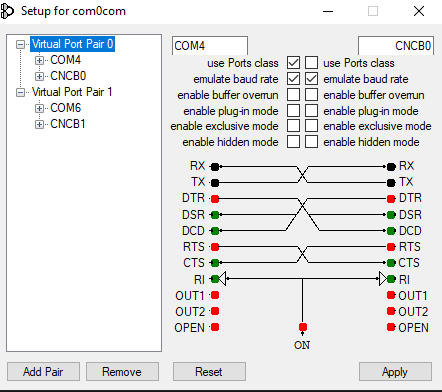 Setup for com0com
Virtual Port Pair 0
COM4
CNCB0
Virtual Port Pair 1
COM6
CNCB1
COM4 CNCB0
use Ports class use Ports class
emulate baud rate emulate baud rate
enable buffer overrun enable buffer overrun
enable plug-in mode enable plug-in mode
enable exclusive mode enable exclusive mode
enable hidden mode enable hidden mode
RX RX
TX TX
DTR DTR
DSR DSR
DCD DCD
RTS RTS
CTS CTS
RI RI
OUT1 OUT1
OUT2 OUT2
OPEN OPEN
ON
Add Pair Remove Reset Apply